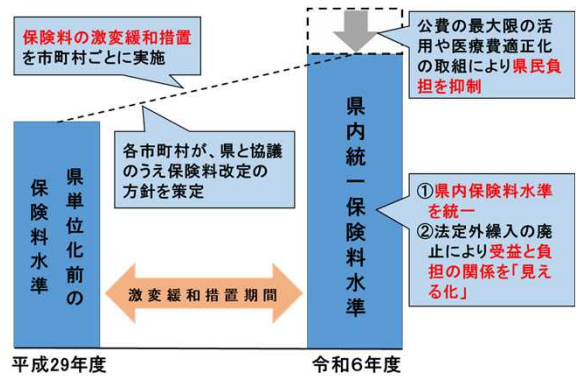 保険料の激変緩和措置
を市町村ごとに実施
公費の最大限の活
用や医療費適正化
の取組により県民負
担を抑制
各市町村が、県と協議
のうえ保険料改定の
方針を策定
県単位化前の
保険料水準
県内統一保険料水準
①県内保険料水準
を統一
②法定外繰入の廃
止により受益と負
担の関係を「見え
る化」
激変緩和措置期間
平成29年度
令和6年度